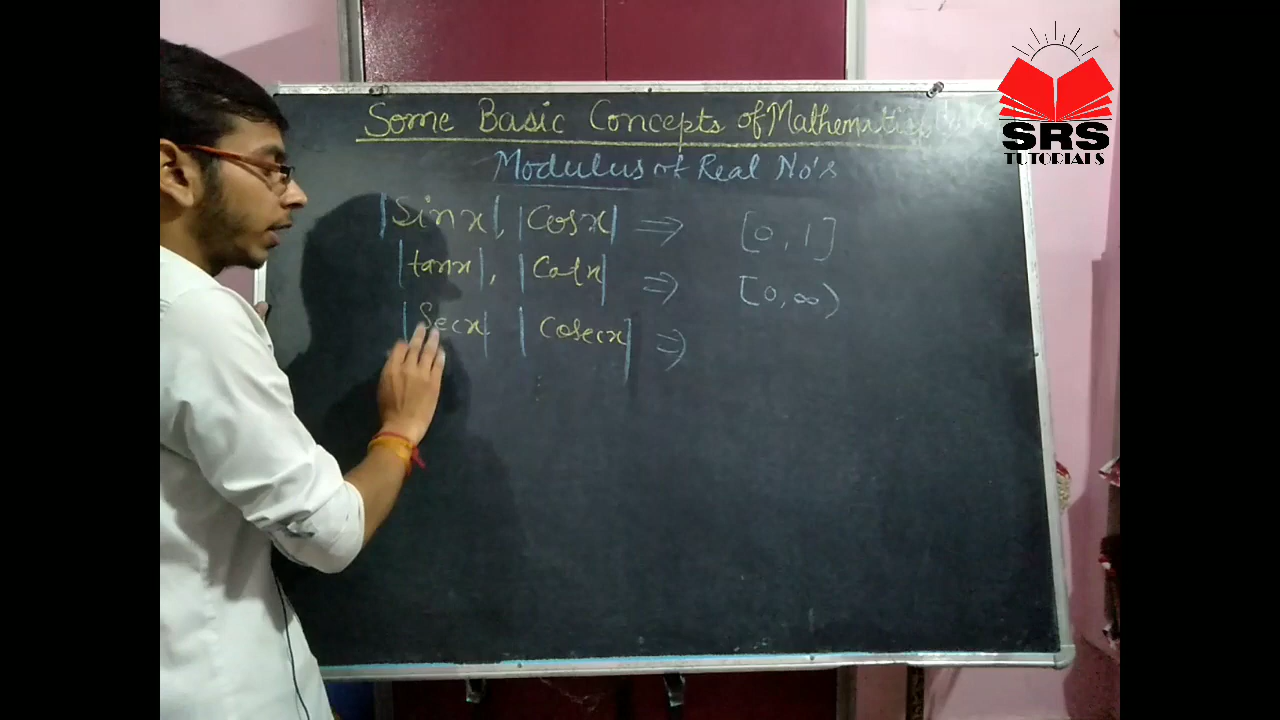 Some Basic Concepts of Mathematics
SRS
TUTORIALS
Modulus of Real No's
|Sinx|, |Cosx| ⇒ [0, 1]
|tanx|, |Cotx| ⇒ [0, ∞)
|Secx| |Cosecx| ⇒